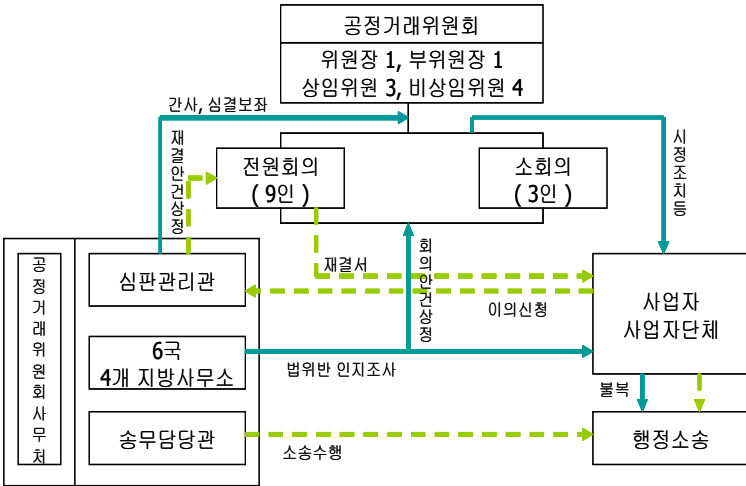 공정거래위원회
위원장 1, 부위원장 1
상임위원 3, 비상임위원 4
간사, 심결보좌
재결안건상정
전원회의
( 9인 )
소회의
( 3인 )
시정조치등
공정거래위원회사무처
심판관리관
재결서
회의안건상정
이의신청
사업자
사업자단체
6국
4개 지방사무소
법위반 인지조사
불복
송무담당관
소송수행
행정소송